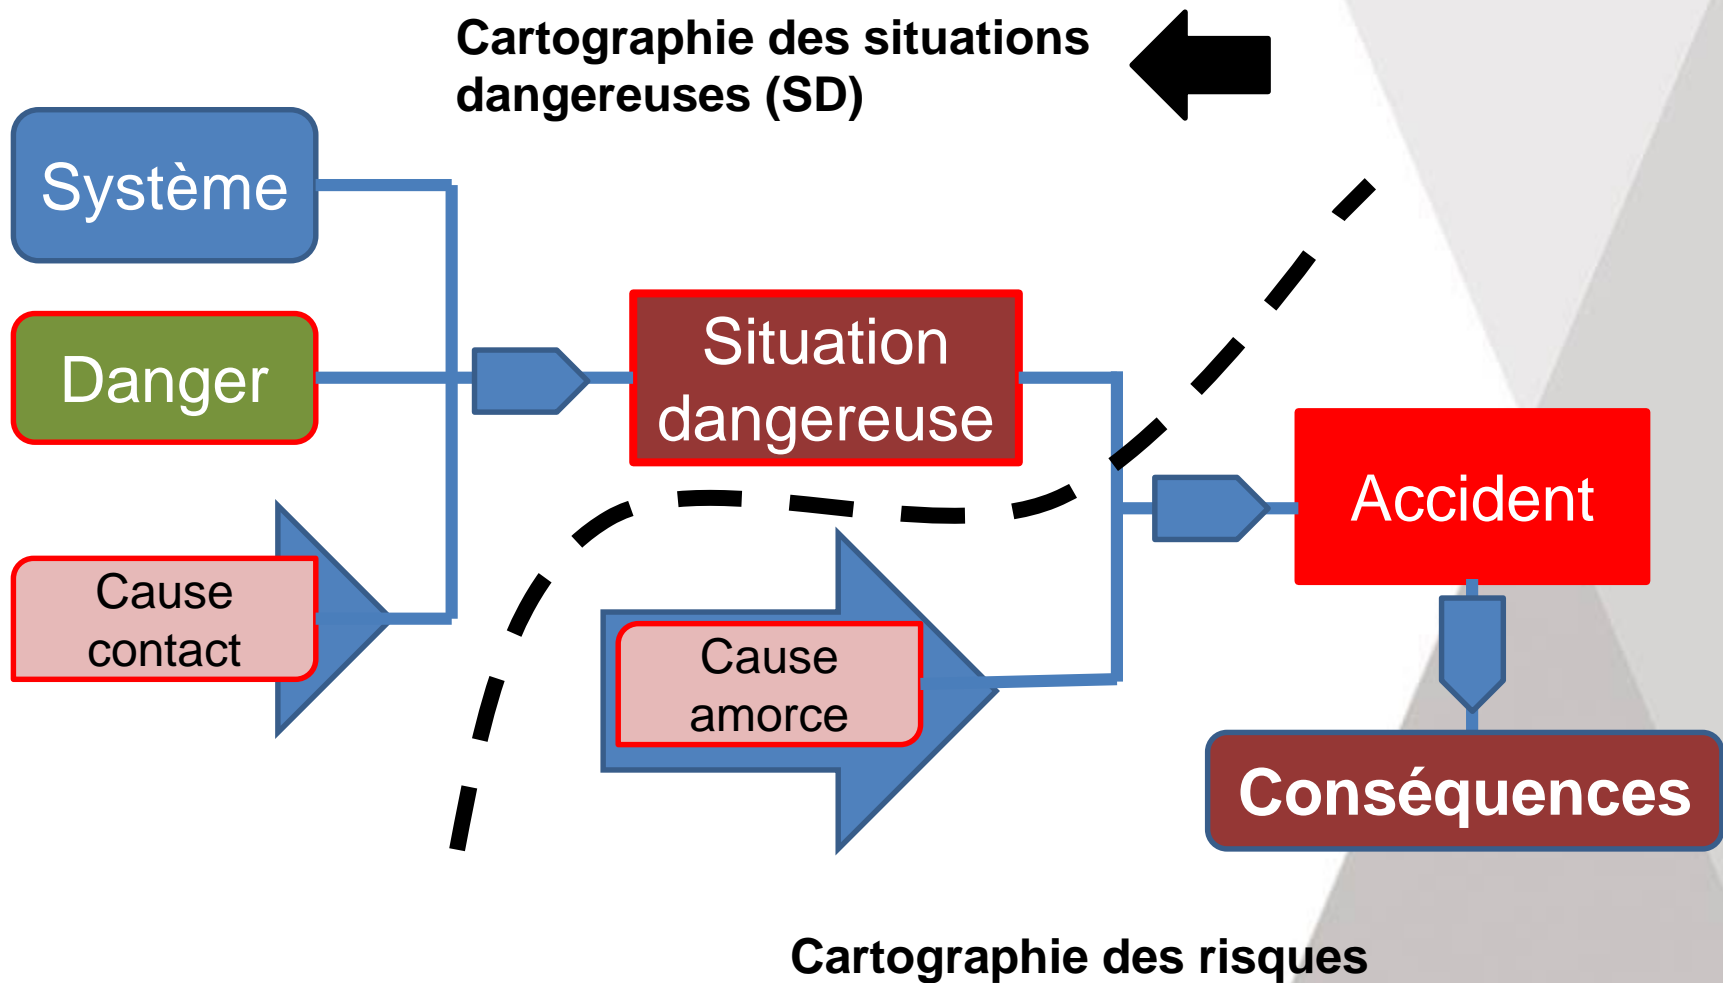 Cartographie des situations
dangereuses (SD)
Système
Danger
Situation
dangereuse
Cause
contact
Cause
amorce
Accident
Conséquences
Cartographie des risques